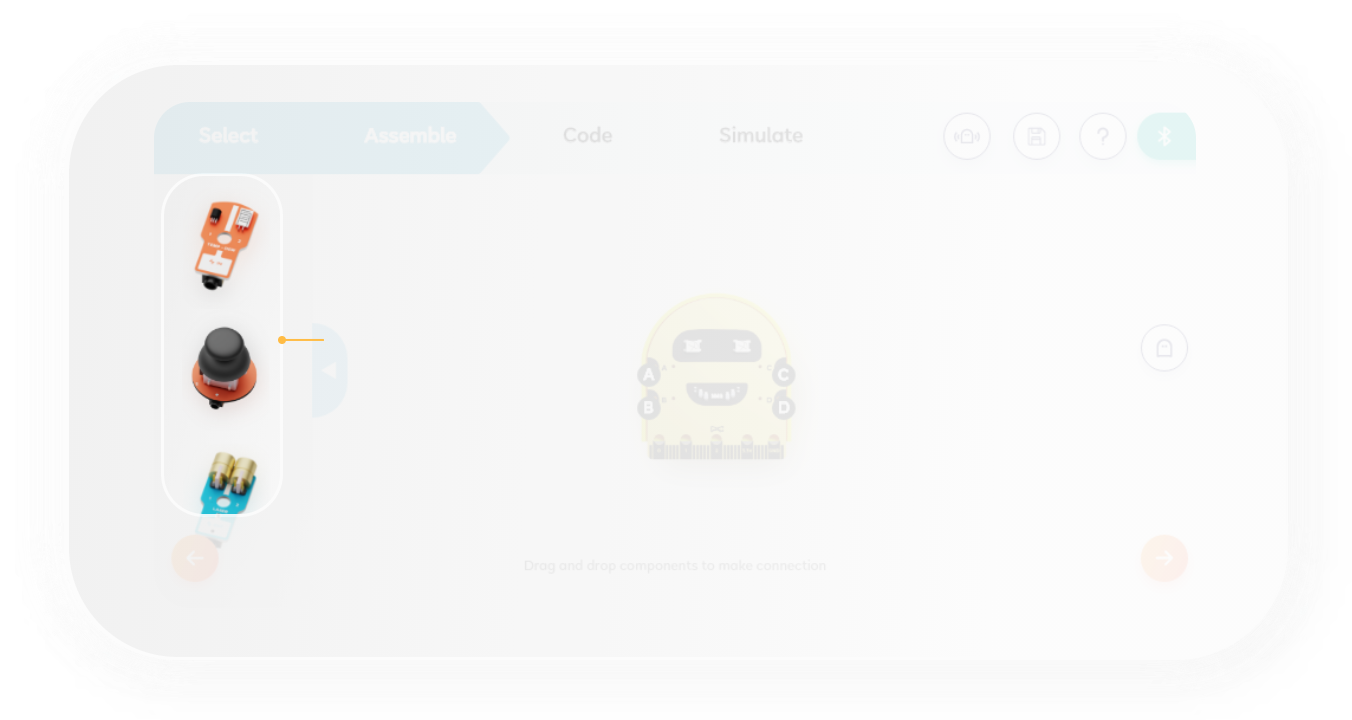 Select
Assemble
Code
Simulate
?
A
C
B
D
Drag and drop components to make connection